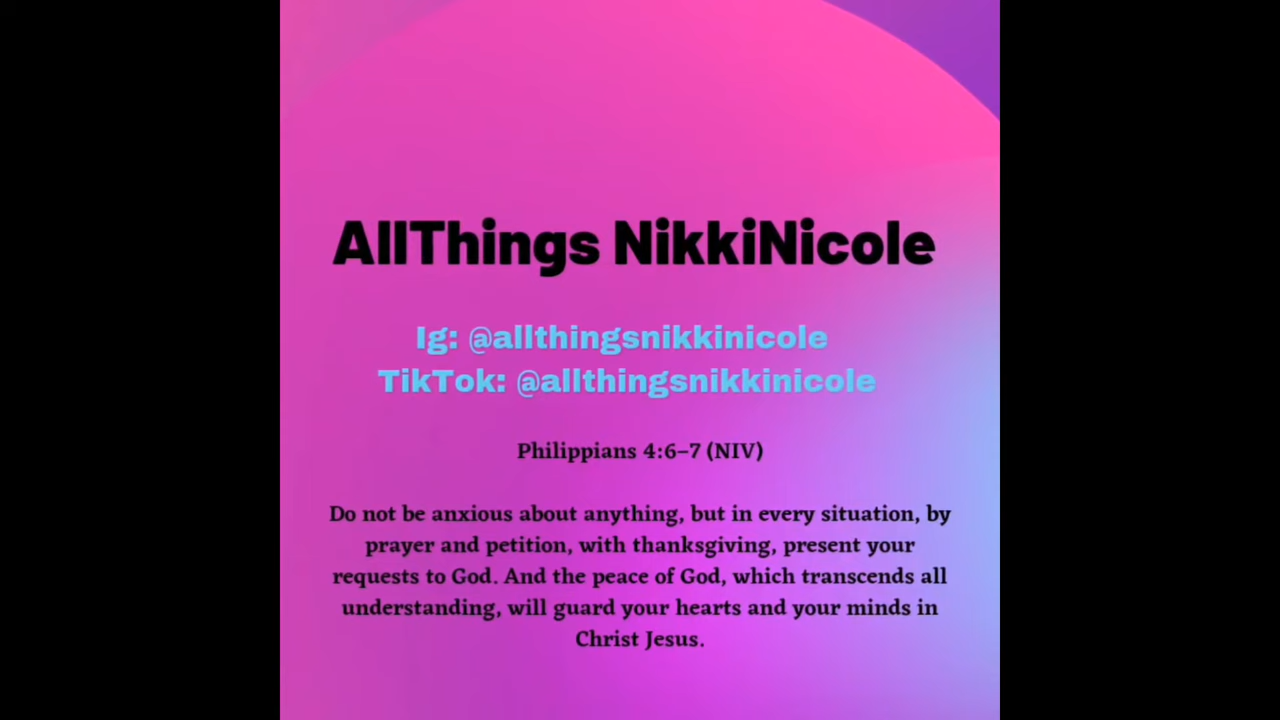 AllThings NikkiNicole
Ig: @allthingsnikkinicole
TikTok: @allthingsnikkinicole
Philippians 4:6–7 (NIV)
Do not be anxious about anything, but in every situation, by
prayer and petition, with thanksgiving, present your
requests to God. And the peace of God, which transcends all
understanding, will guard your hearts and your minds in
Christ Jesus.